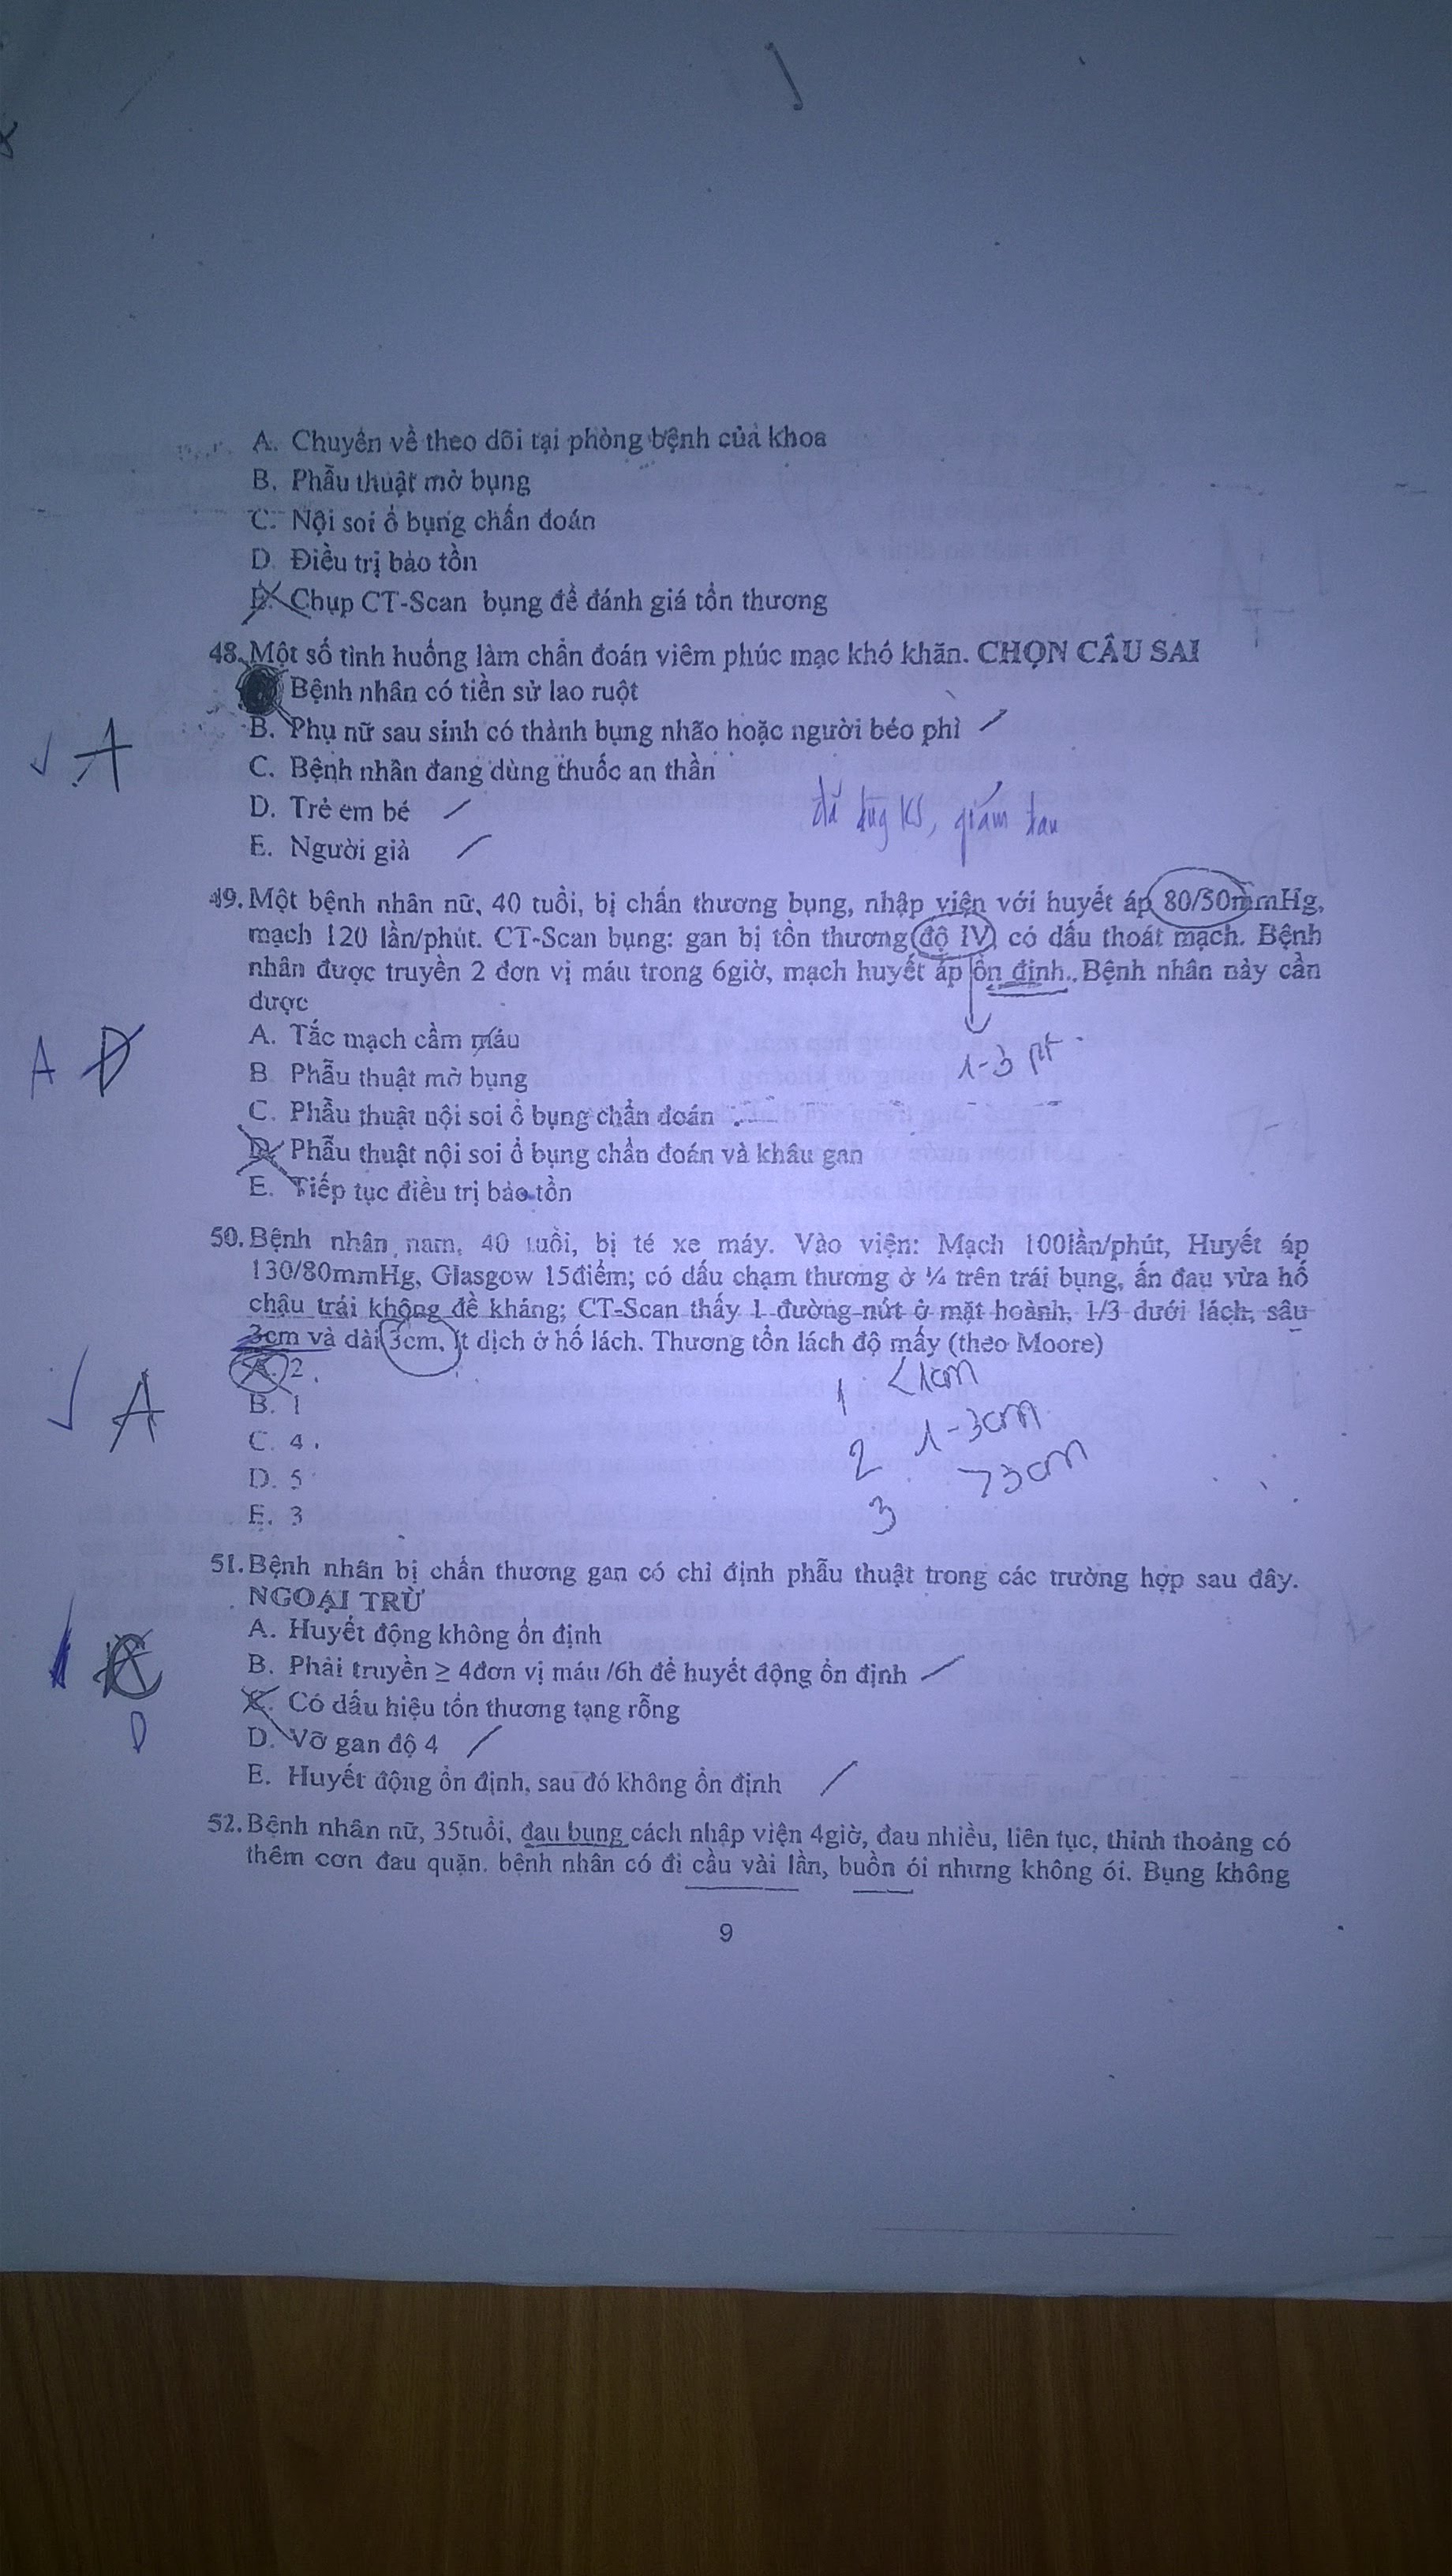 A. Chuyển về theo dõi tại phòng bệnh của khoa
B. Phẫu thuật mở bụng
C. Nội soi ổ bụng chẩn đoán
D. Điều trị bảo tồn
E. Chụp CT-Scan bụng để đánh giá tổn thương
48. Một số tình huống làm chẩn đoán viêm phúc mạc khó khăn. CHỌN CÂU SAI
Bệnh nhân có tiền sử lao ruột
B. Phụ nữ sau sinh có thành bụng nhão hoặc người béo phì
A
C. Bệnh nhân đang dùng thuốc an thần
D. Trẻ em bé
đã dùng KS, giảm đau
E. Người già
49. Một bệnh nhân nữ, 40 tuổi, bị chấn thương bụng, nhập viện với huyết áp 80/50mmHg,
mạch 120 lần/phút. CT-Scan bụng: gan bị tổn thương độ IV, có dấu thoát mạch. Bệnh
nhân được truyền 2 đơn vị máu trong 6giờ, mạch huyết áp ổn định. Bệnh nhân này cần
được
A. Tắc mạch cầm máu
A D
1-3
B. Phẫu thuật mở bụng
C. Phẫu thuật nội soi ổ bụng chẩn đoán
D. Phẫu thuật nội soi ổ bụng chẩn đoán và khâu gan
E. Tiếp tục điều trị bảo tồn
50. Bệnh nhân nam, 40 tuổi, bị té xe máy. Vào viện: Mạch 100lần/phút, Huyết áp
130/80mmHg, Glasgow 15điểm; có dấu chạm thương ở ¼ trên trái bụng, ấn đau vừa hố
chậu trái không đề kháng; CT-Scan thấy 1 đường nứt ở mặt hoành, 1/3 dưới lách, sâu
3cm và dài 3cm, ít dịch ở hố lách. Thương tổn lách độ mấy (theo Moore)
A. 2
1 <1cm
B. 1
A
C. 4
2 1-3cm
D. 5
3 >3cm
E. 3
51. Bệnh nhân bị chấn thương gan có chỉ định phẫu thuật trong các trường hợp sau đây.
NGOẠI TRỪ
A. Huyết động không ổn định
B. Phải truyền ≥ 4đơn vị máu /6h để huyết động ổn định
C
C. Có dấu hiệu tổn thương tạng rỗng
D
D. Vỡ gan độ 4
E. Huyết động ổn định, sau đó không ổn định
52. Bệnh nhân nữ, 35tuổi, đau bụng cách nhập viện 4giờ, đau nhiều, liên tục, thỉnh thoảng có
thêm cơn đau quặn. bệnh nhân có đi cầu vài lần, buồn ói nhưng không ói. Bụng không
9